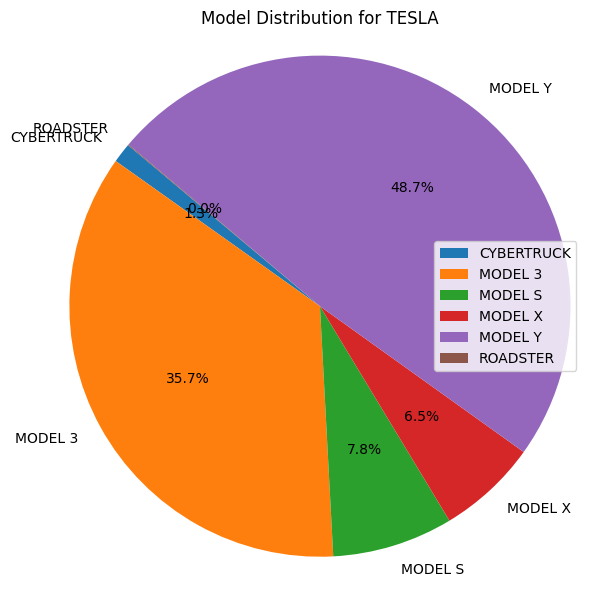 Model Distribution for TESLA
MODEL Y
ROADSTER
CYBERTRUCK
48.7%
0.0%
1.3%
CYBERTRUCK
MODEL 3
MODEL S
MODEL X
MODEL Y
ROADSTER
35.7%
6.5%
MODEL 3
7.8%
MODEL X
MODEL S